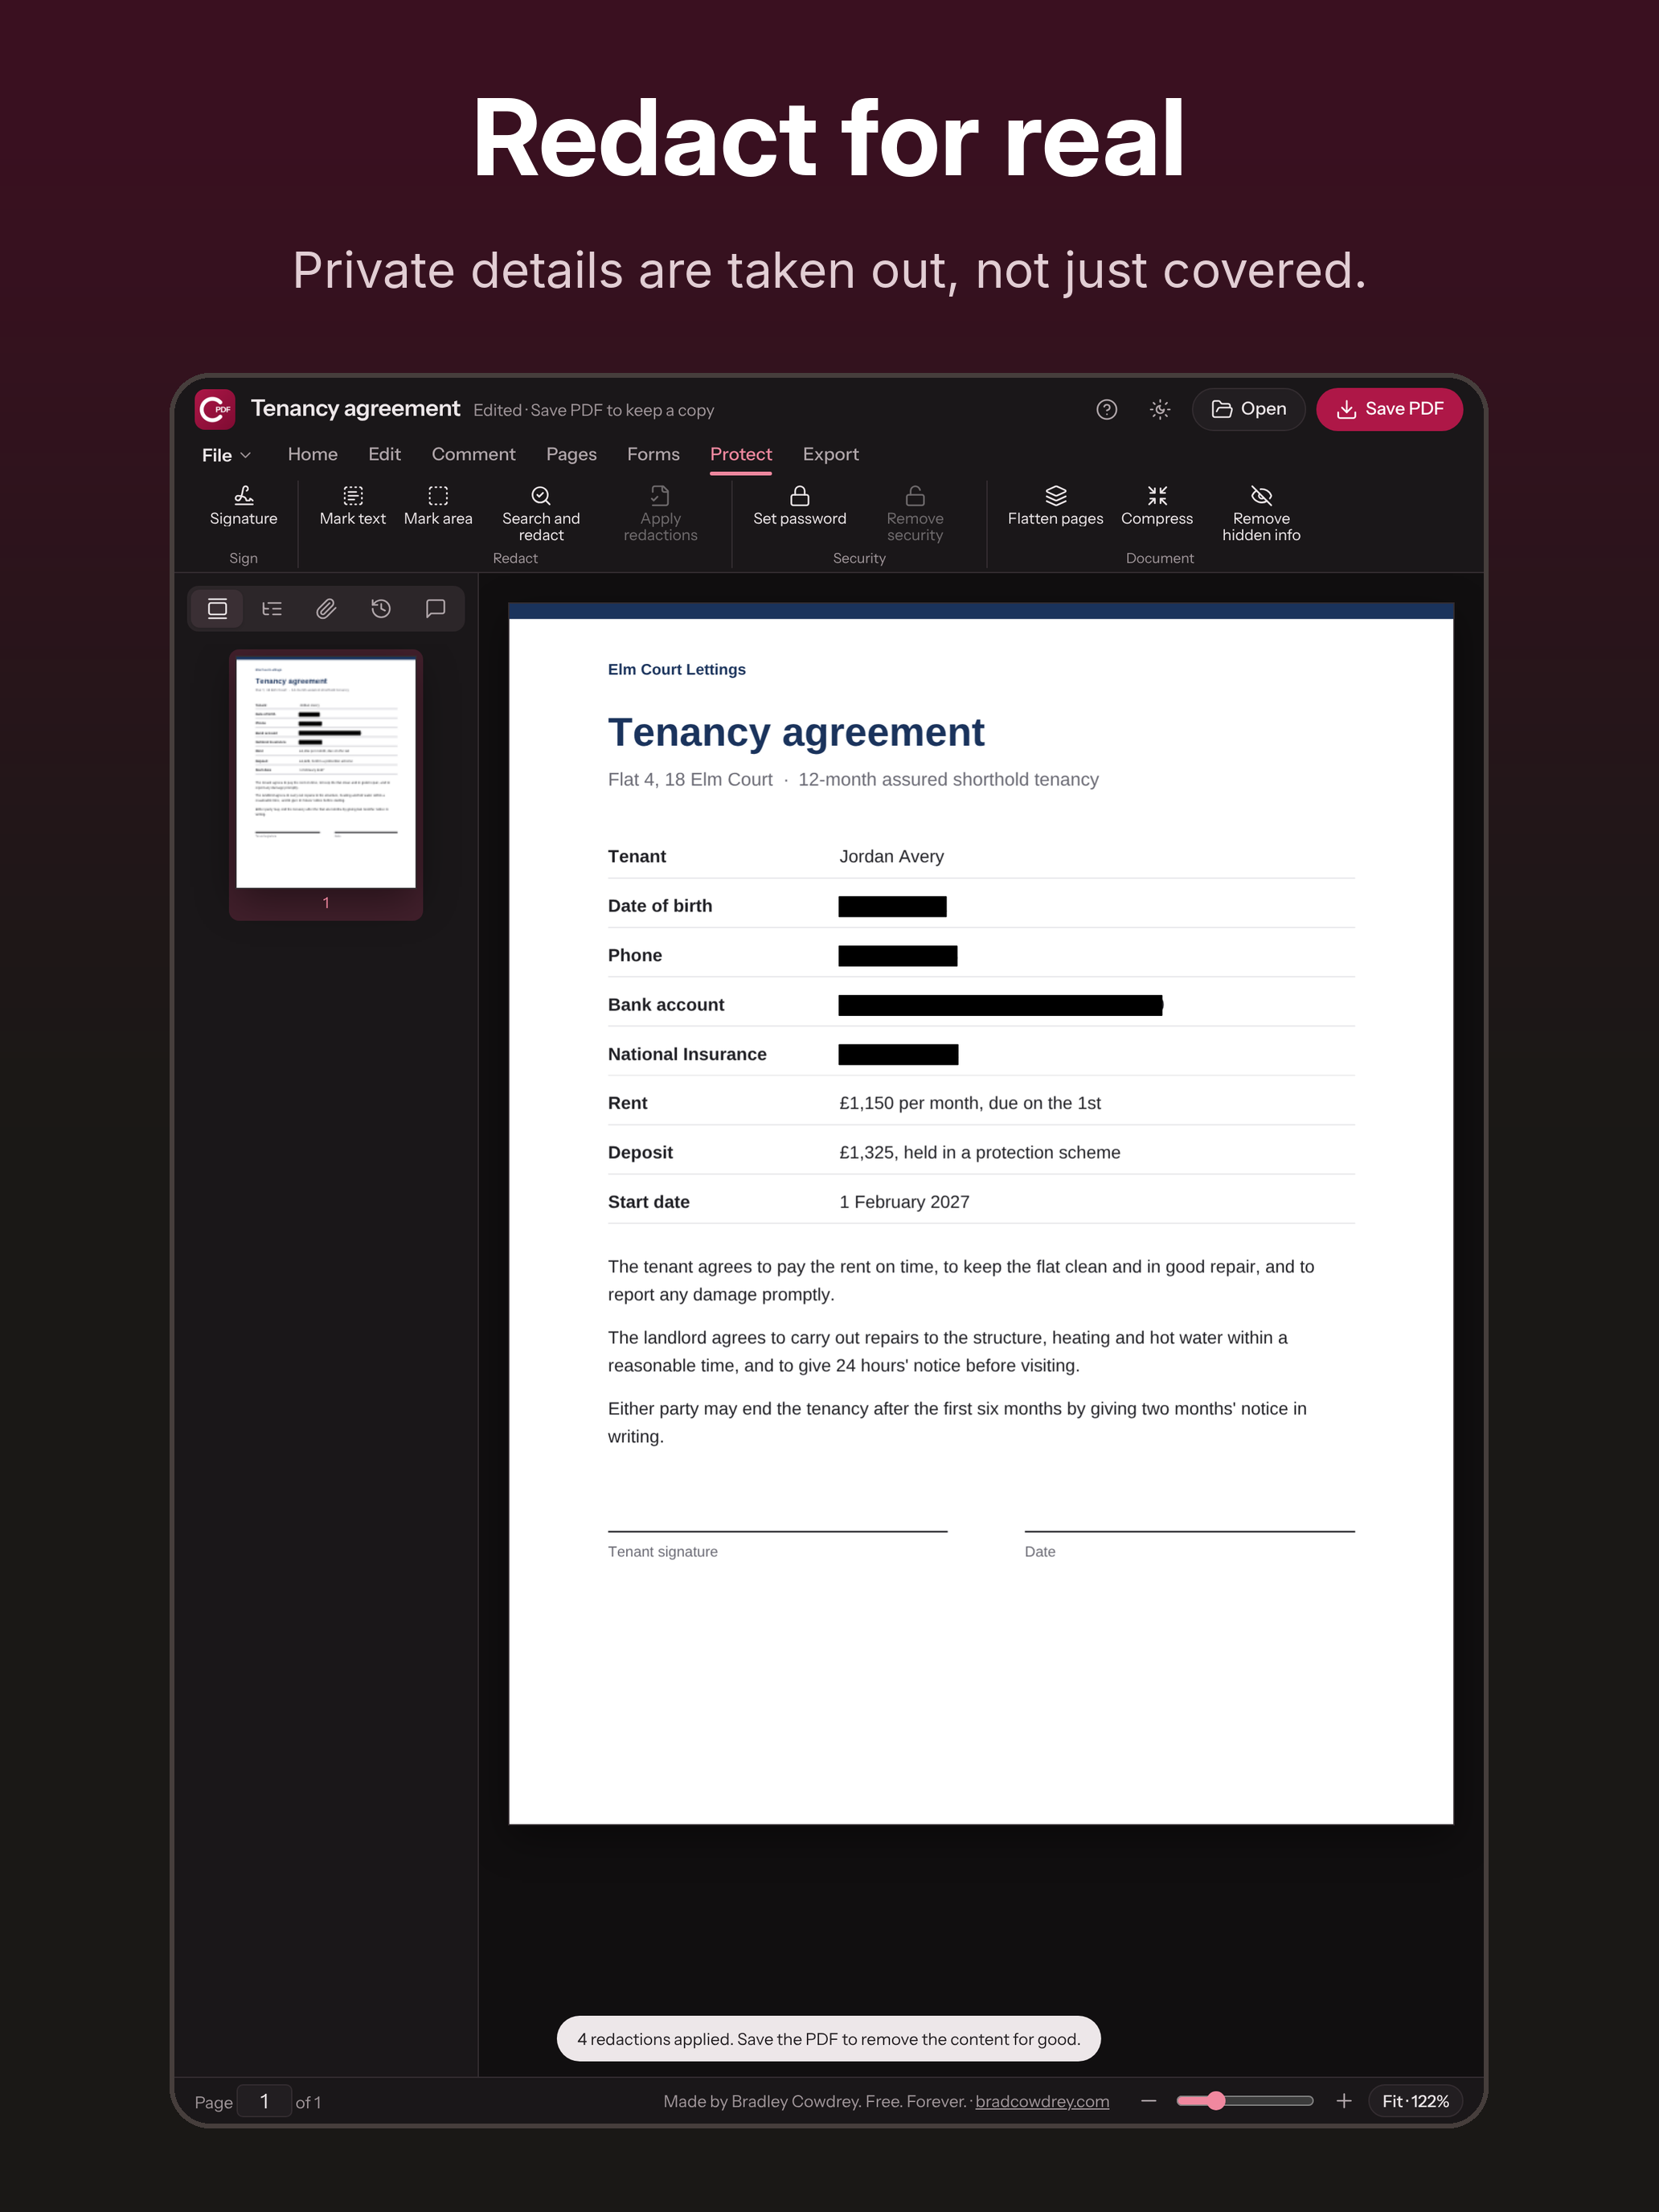 Redact for real
Private details are taken out, not just covered.
C PDF
Tenancy agreement Edited · Save PDF to keep a copy
Open
Save PDF
File Home Edit Comment Pages Forms Protect Export
Signature
Sign
Mark text
Mark area
Search and
redact
Apply
redactions
Redact
Set password
Remove
security
Security
Flatten pages
Compress
Remove
hidden info
Document
Tenancy agreement
1
Elm Court Lettings
Tenancy agreement
Flat 4, 18 Elm Court · 12-month assured shorthold tenancy
Tenant Jordan Avery
Date of birth
Phone
Bank account
National Insurance
Rent £1,150 per month, due on the 1st
Deposit £1,325, held in a protection scheme
Start date 1 February 2027
The tenant agrees to pay the rent on time, to keep the flat clean and in good repair, and to
report any damage promptly.
The landlord agrees to carry out repairs to the structure, heating and hot water within a
reasonable time, and to give 24 hours' notice before visiting.
Either party may end the tenancy after the first six months by giving two months' notice in
writing.
Tenant signature Date
4 redactions applied. Save the PDF to remove the content for good.
Page 1 of 1
Made by Bradley Cowdrey. Free. Forever. · bradcowdrey.com
Fit · 122%